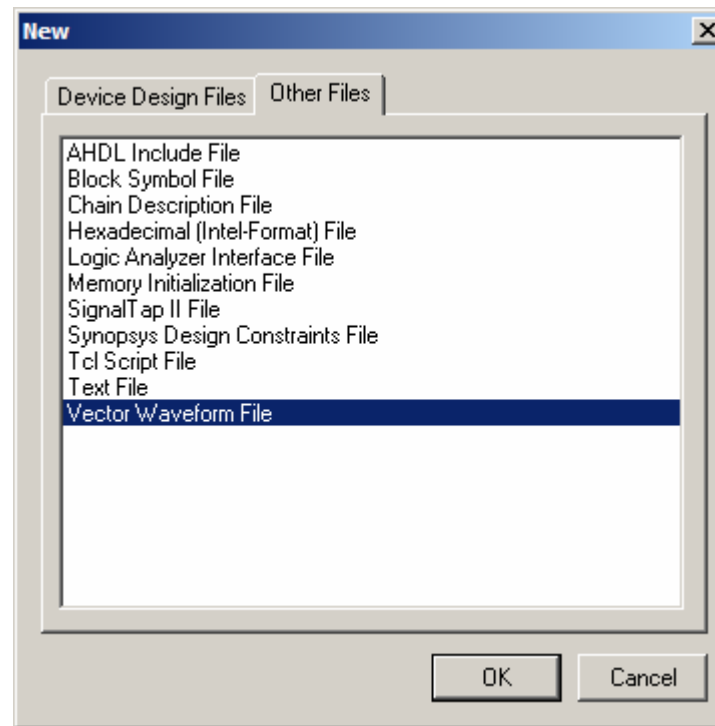 New
Device Design Files
Other Files
AHDL Include File
Block Symbol File
Chain Description File
Hexadecimal (Intel-Format) File
Logic Analyzer Interface File
Memory Initialization File
SignalTap II File
Synopsys Design Constraints File
Tcl Script File
Text File
Vector Waveform File
OK
Cancel